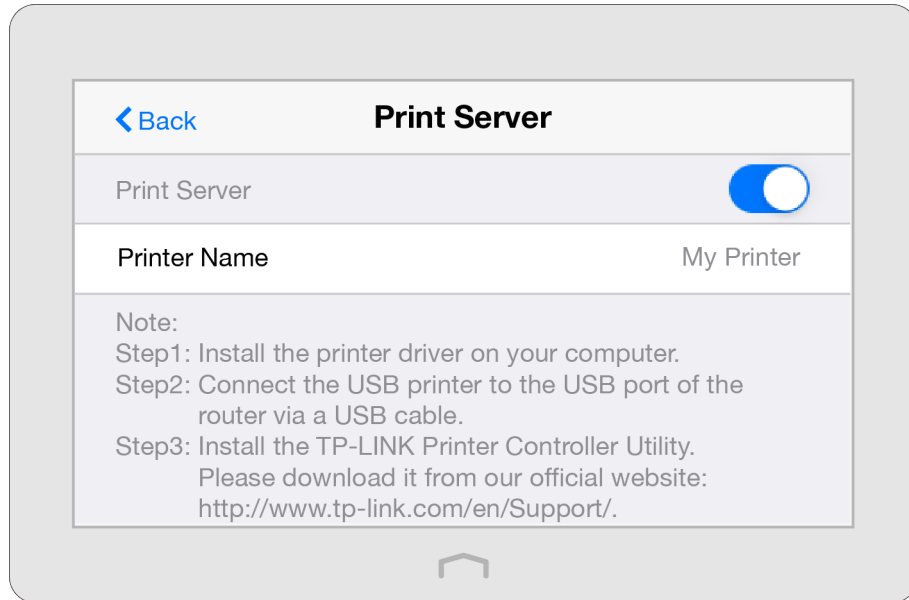 Back
Print Server
Print Server
Printer Name
My Printer
Note:
Step1: Install the printer driver on your computer.
Step2: Connect the USB printer to the USB port of the
router via a USB cable.
Step3: Install the TP-LINK Printer Controller Utility.
Please download it from our official website:
http://www.tp-link.com/en/Support/.